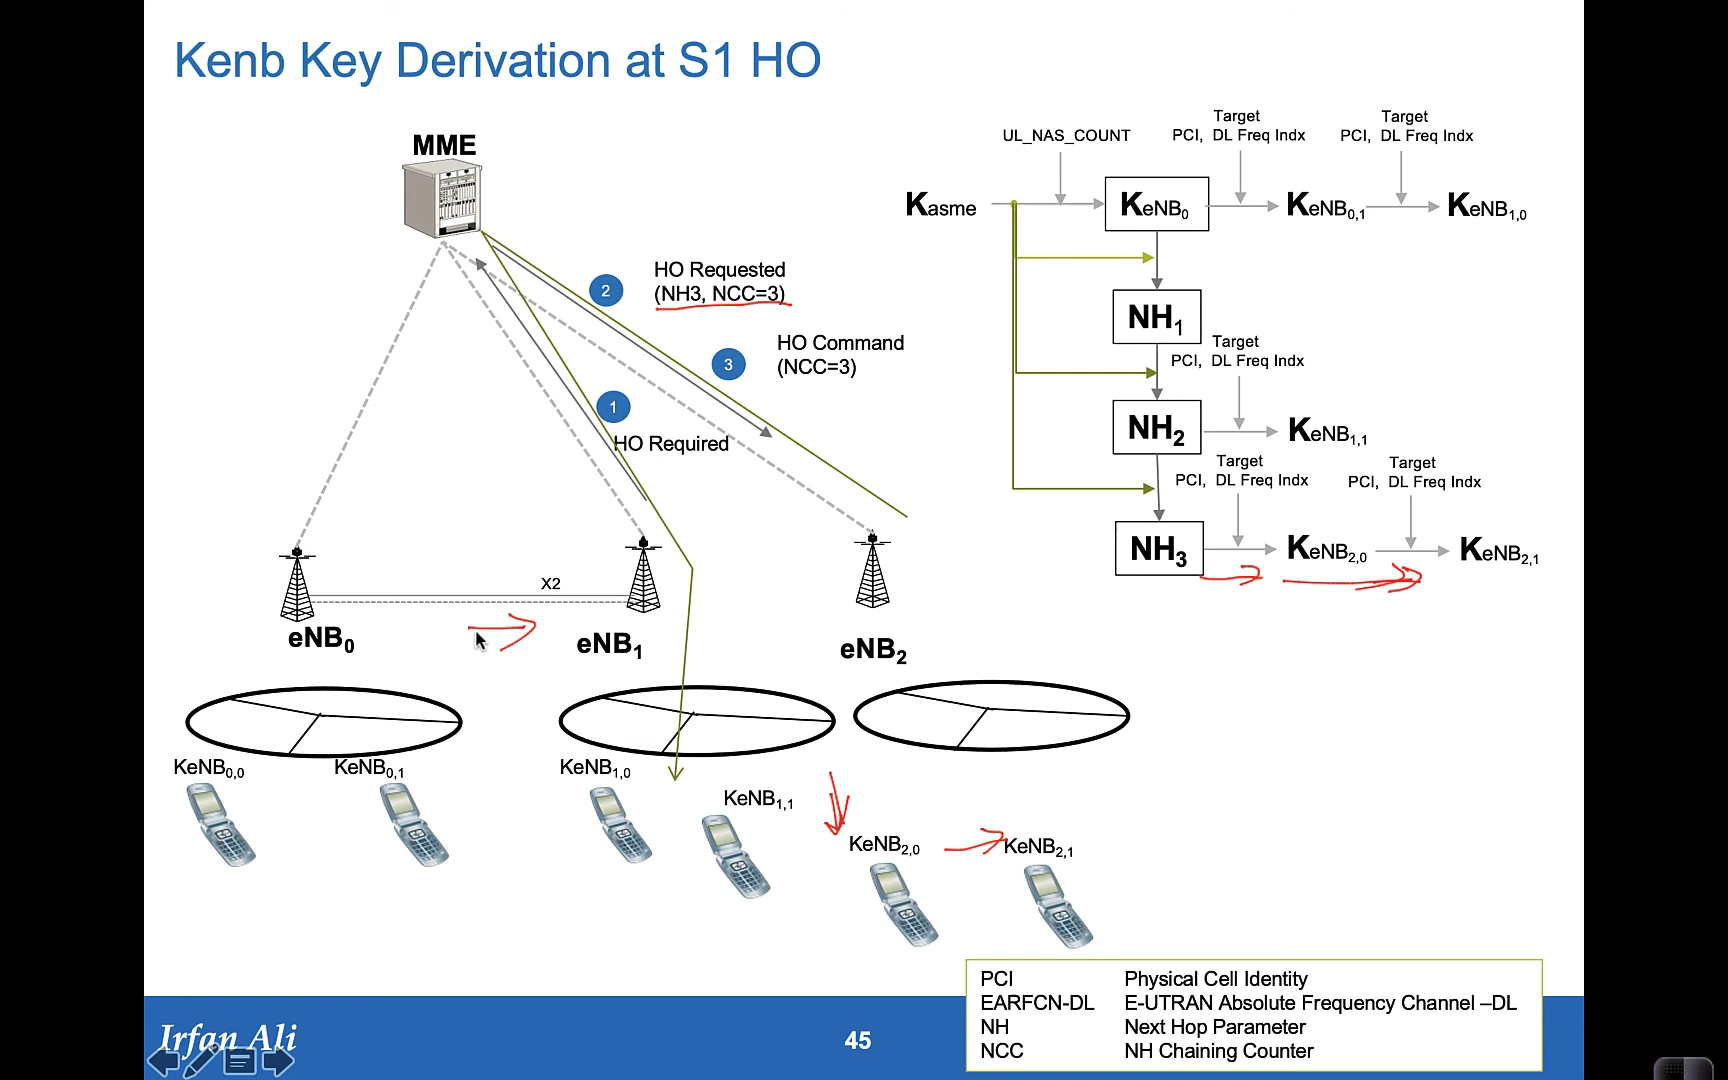 Kenb Key Derivation at S1 HO
MME
HO Requested
(NH3, NCC=3)
2
HO Command
(NCC=3)
3
1
HO Required
X2
eNB0
eNB1
eNB2
KeNB0,0
KeNB0,1
KeNB1,0
KeNB1,1
KeNB2,0
KeNB2,1
UL_NAS_COUNT
Target
PCI, DL Freq Indx
Target
PCI, DL Freq Indx
Kasme
KeNB0
KeNB0,1
KeNB1,0
NH1
Target
PCI, DL Freq Indx
NH2
KeNB1,1
Target
PCI, DL Freq Indx
Target
PCI, DL Freq Indx
NH3
KeNB2,0
KeNB2,1
PCI Physical Cell Identity
EARFCN-DL E-UTRAN Absolute Frequency Channel –DL
NH Next Hop Parameter
NCC NH Chaining Counter
Irfan Ali
45